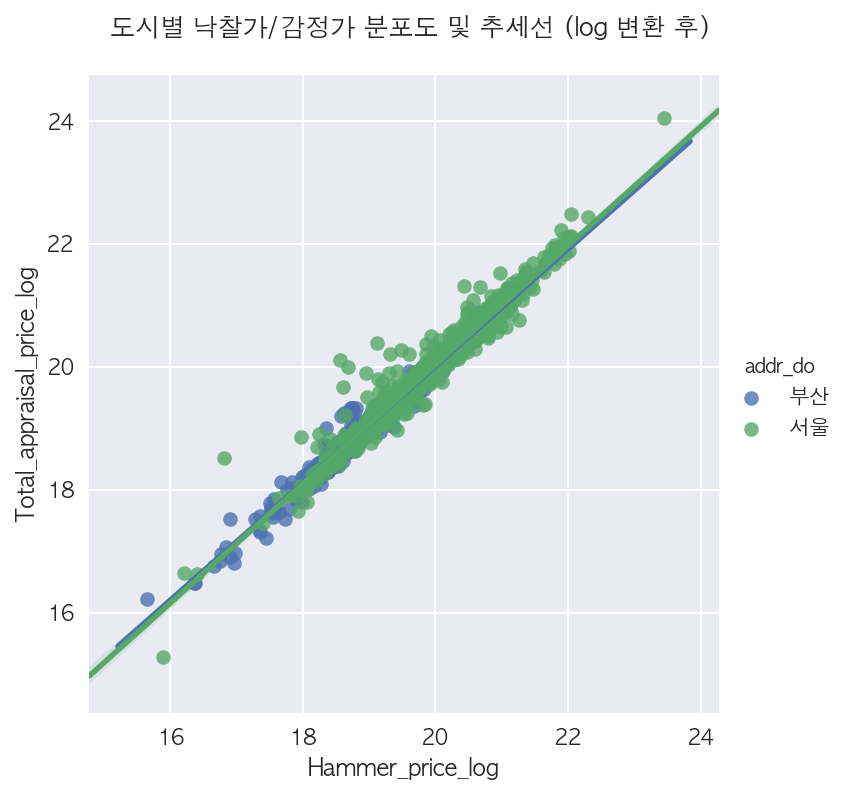 도시별 낙찰가/감정가 분포도 및 추세선 (log 변환 후)
Total_appraisal_price_log
24
22
20
18
16
16 18 20 22 24
Hammer_price_log
addr_do
부산
서울